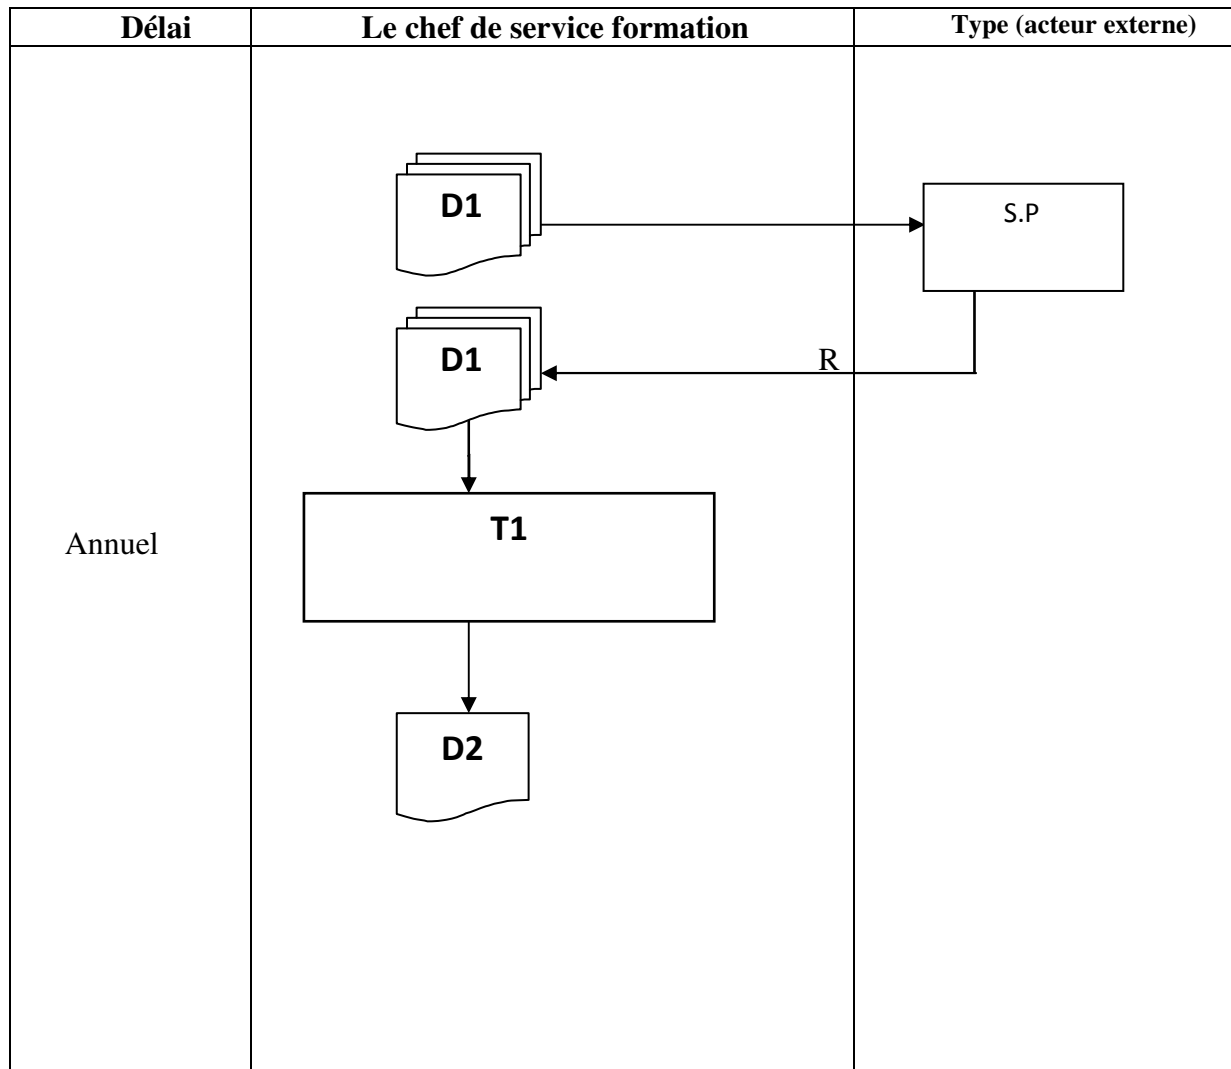 Délai
Le chef de service formation
Type (acteur externe)
D1
S.P
D1
R
T1
Annuel
D2